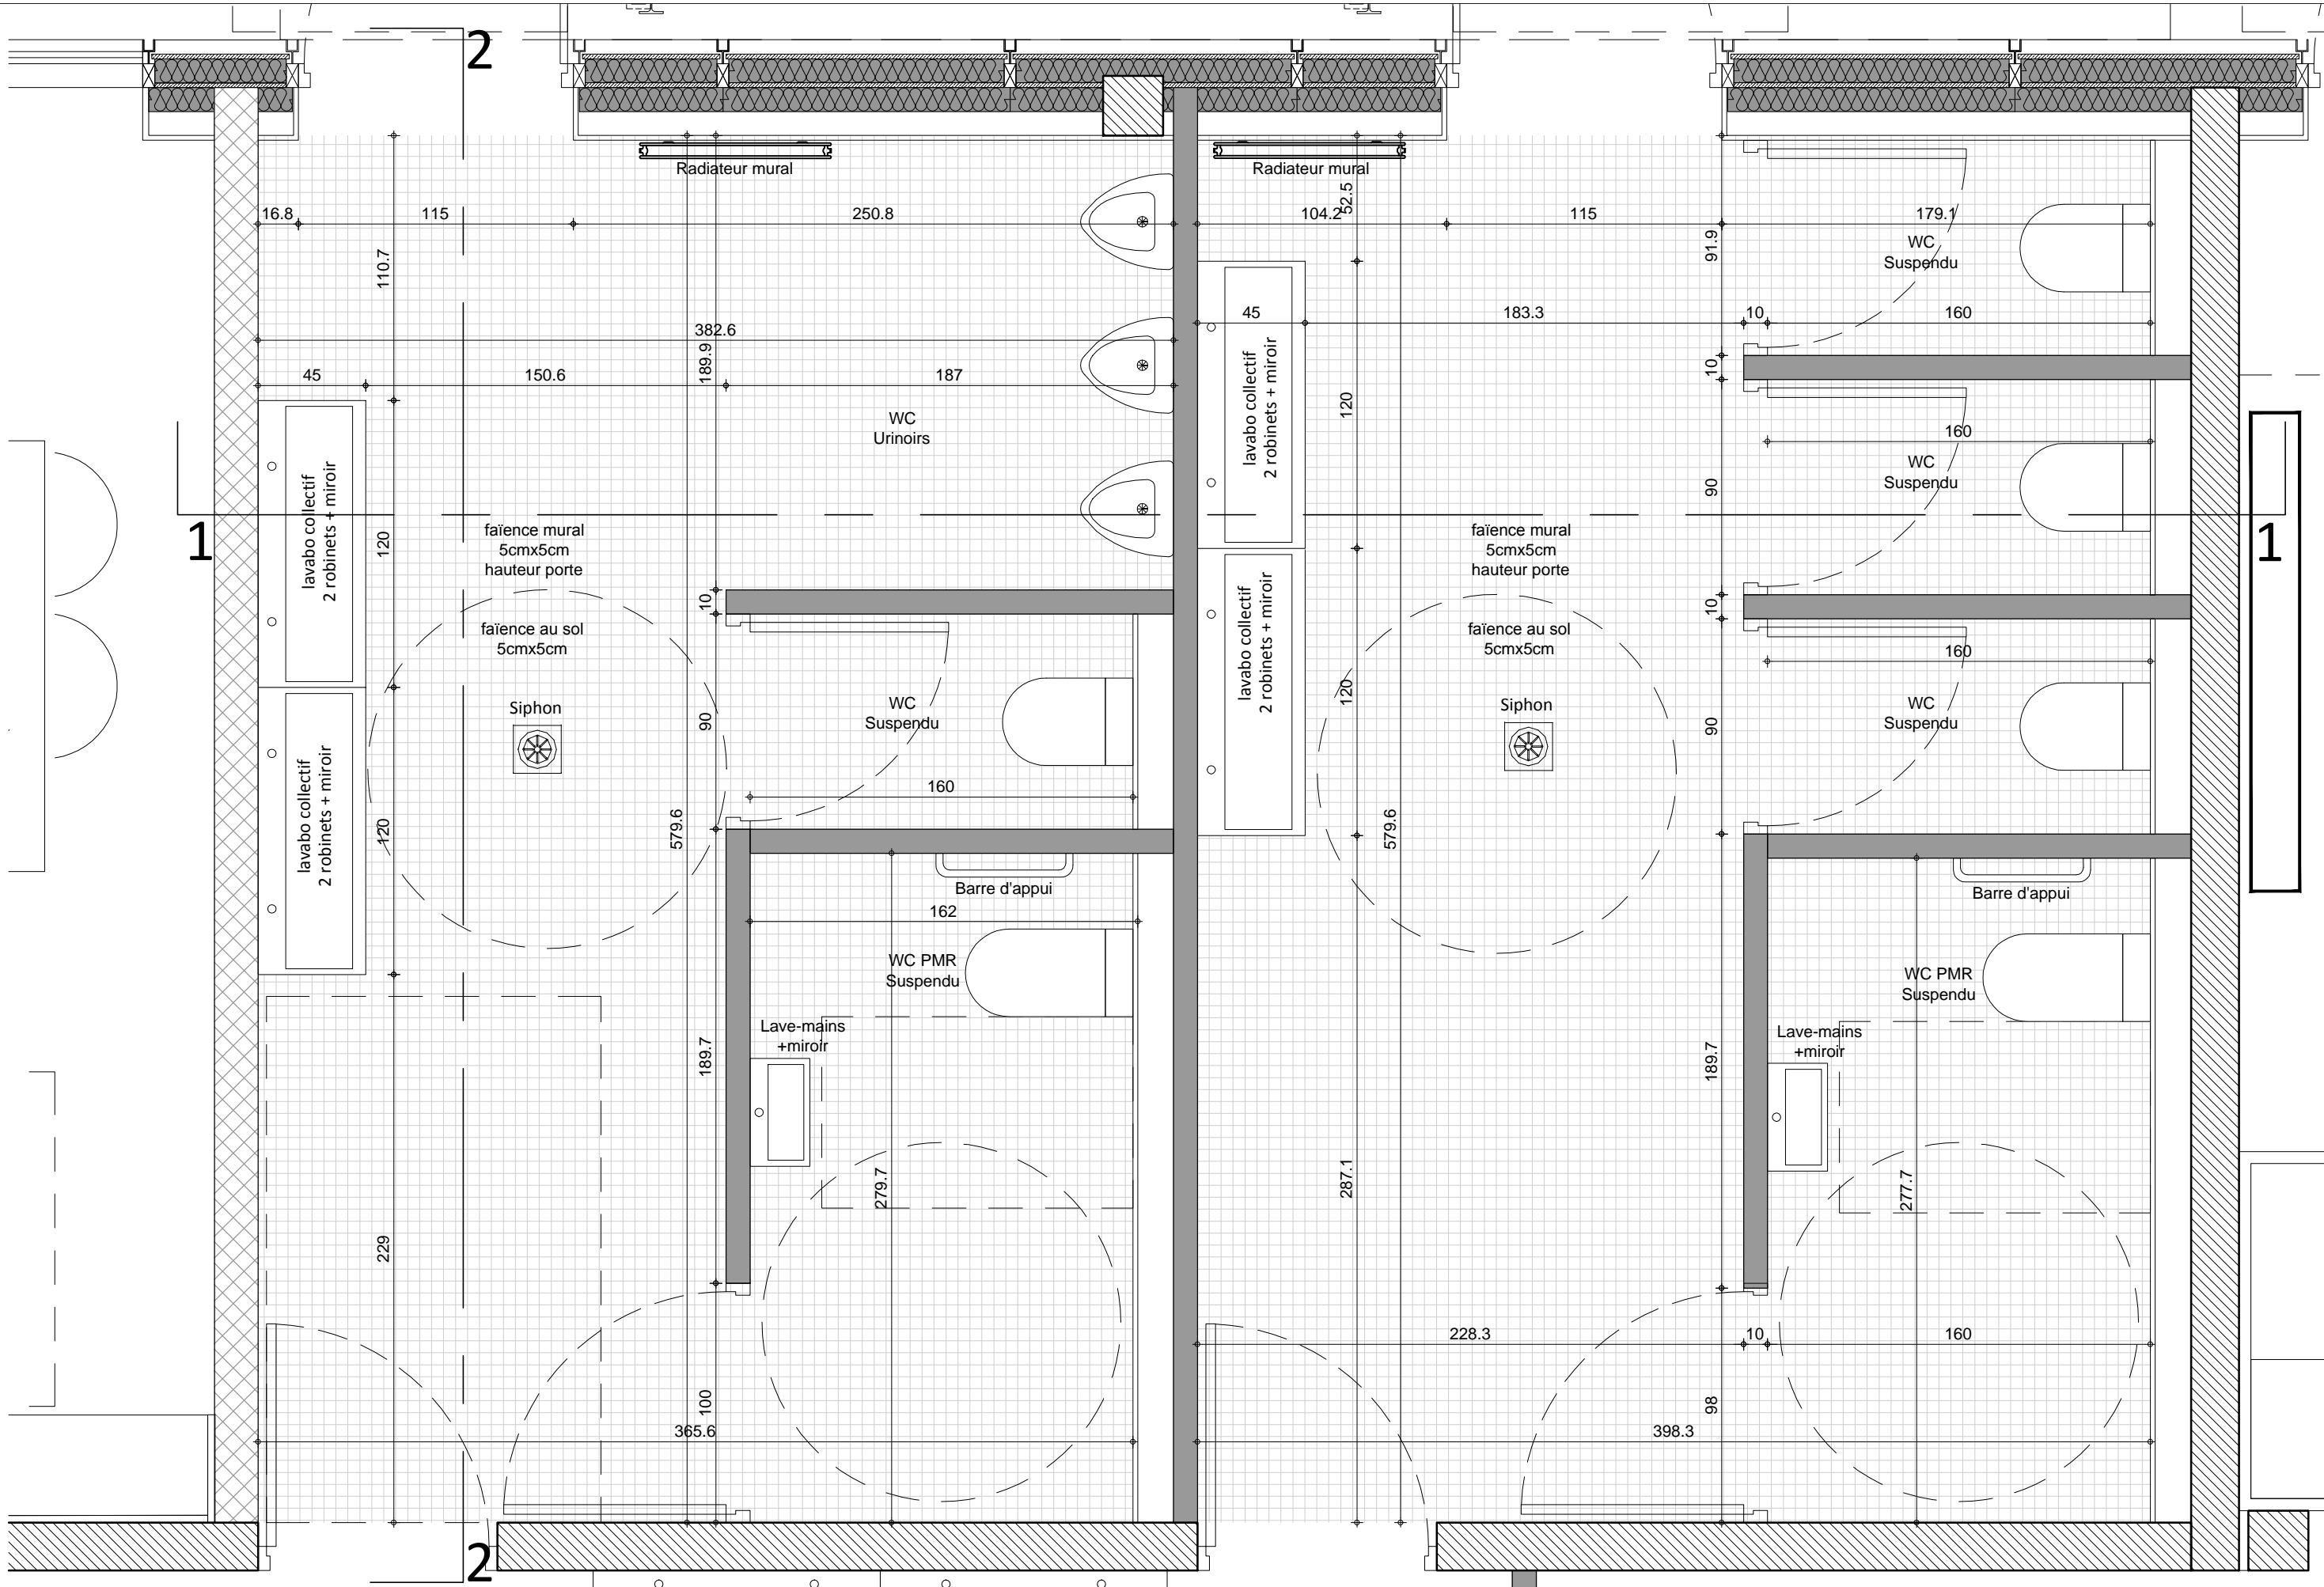 2
Radiateur mural
Radiateur mural
16.8
115
250.8
104.2
52.5
115
179.1
110.7
91.9
WC
Suspendu
382.6
189.9
45
183.3
10
160
45
150.6
187
10
WC
Urinoirs
lavabo collectif
2 robinets + miroir
120
160
WC
Suspendu
90
1
lavabo collectif
2 robinets + miroir
120
faïence mural
5cmx5cm
hauteur porte
faïence mural
5cmx5cm
hauteur porte
1
10
10
faïence au sol
5cmx5cm
lavabo collectif
2 robinets + miroir
120
faïence au sol
5cmx5cm
160
Siphon
WC
Suspendu
90
Siphon
WC
Suspendu
90
160
lavabo collectif
2 robinets + miroir
120
579.6
579.6
Barre d'appui
Barre d'appui
162
WC PMR
Suspendu
WC PMR
Suspendu
Lave-mains
+miroir
Lave-mains
+miroir
189.7
189.7
279.7
287.1
277.7
229
228.3
10
160
100
98
365.6
398.3
2